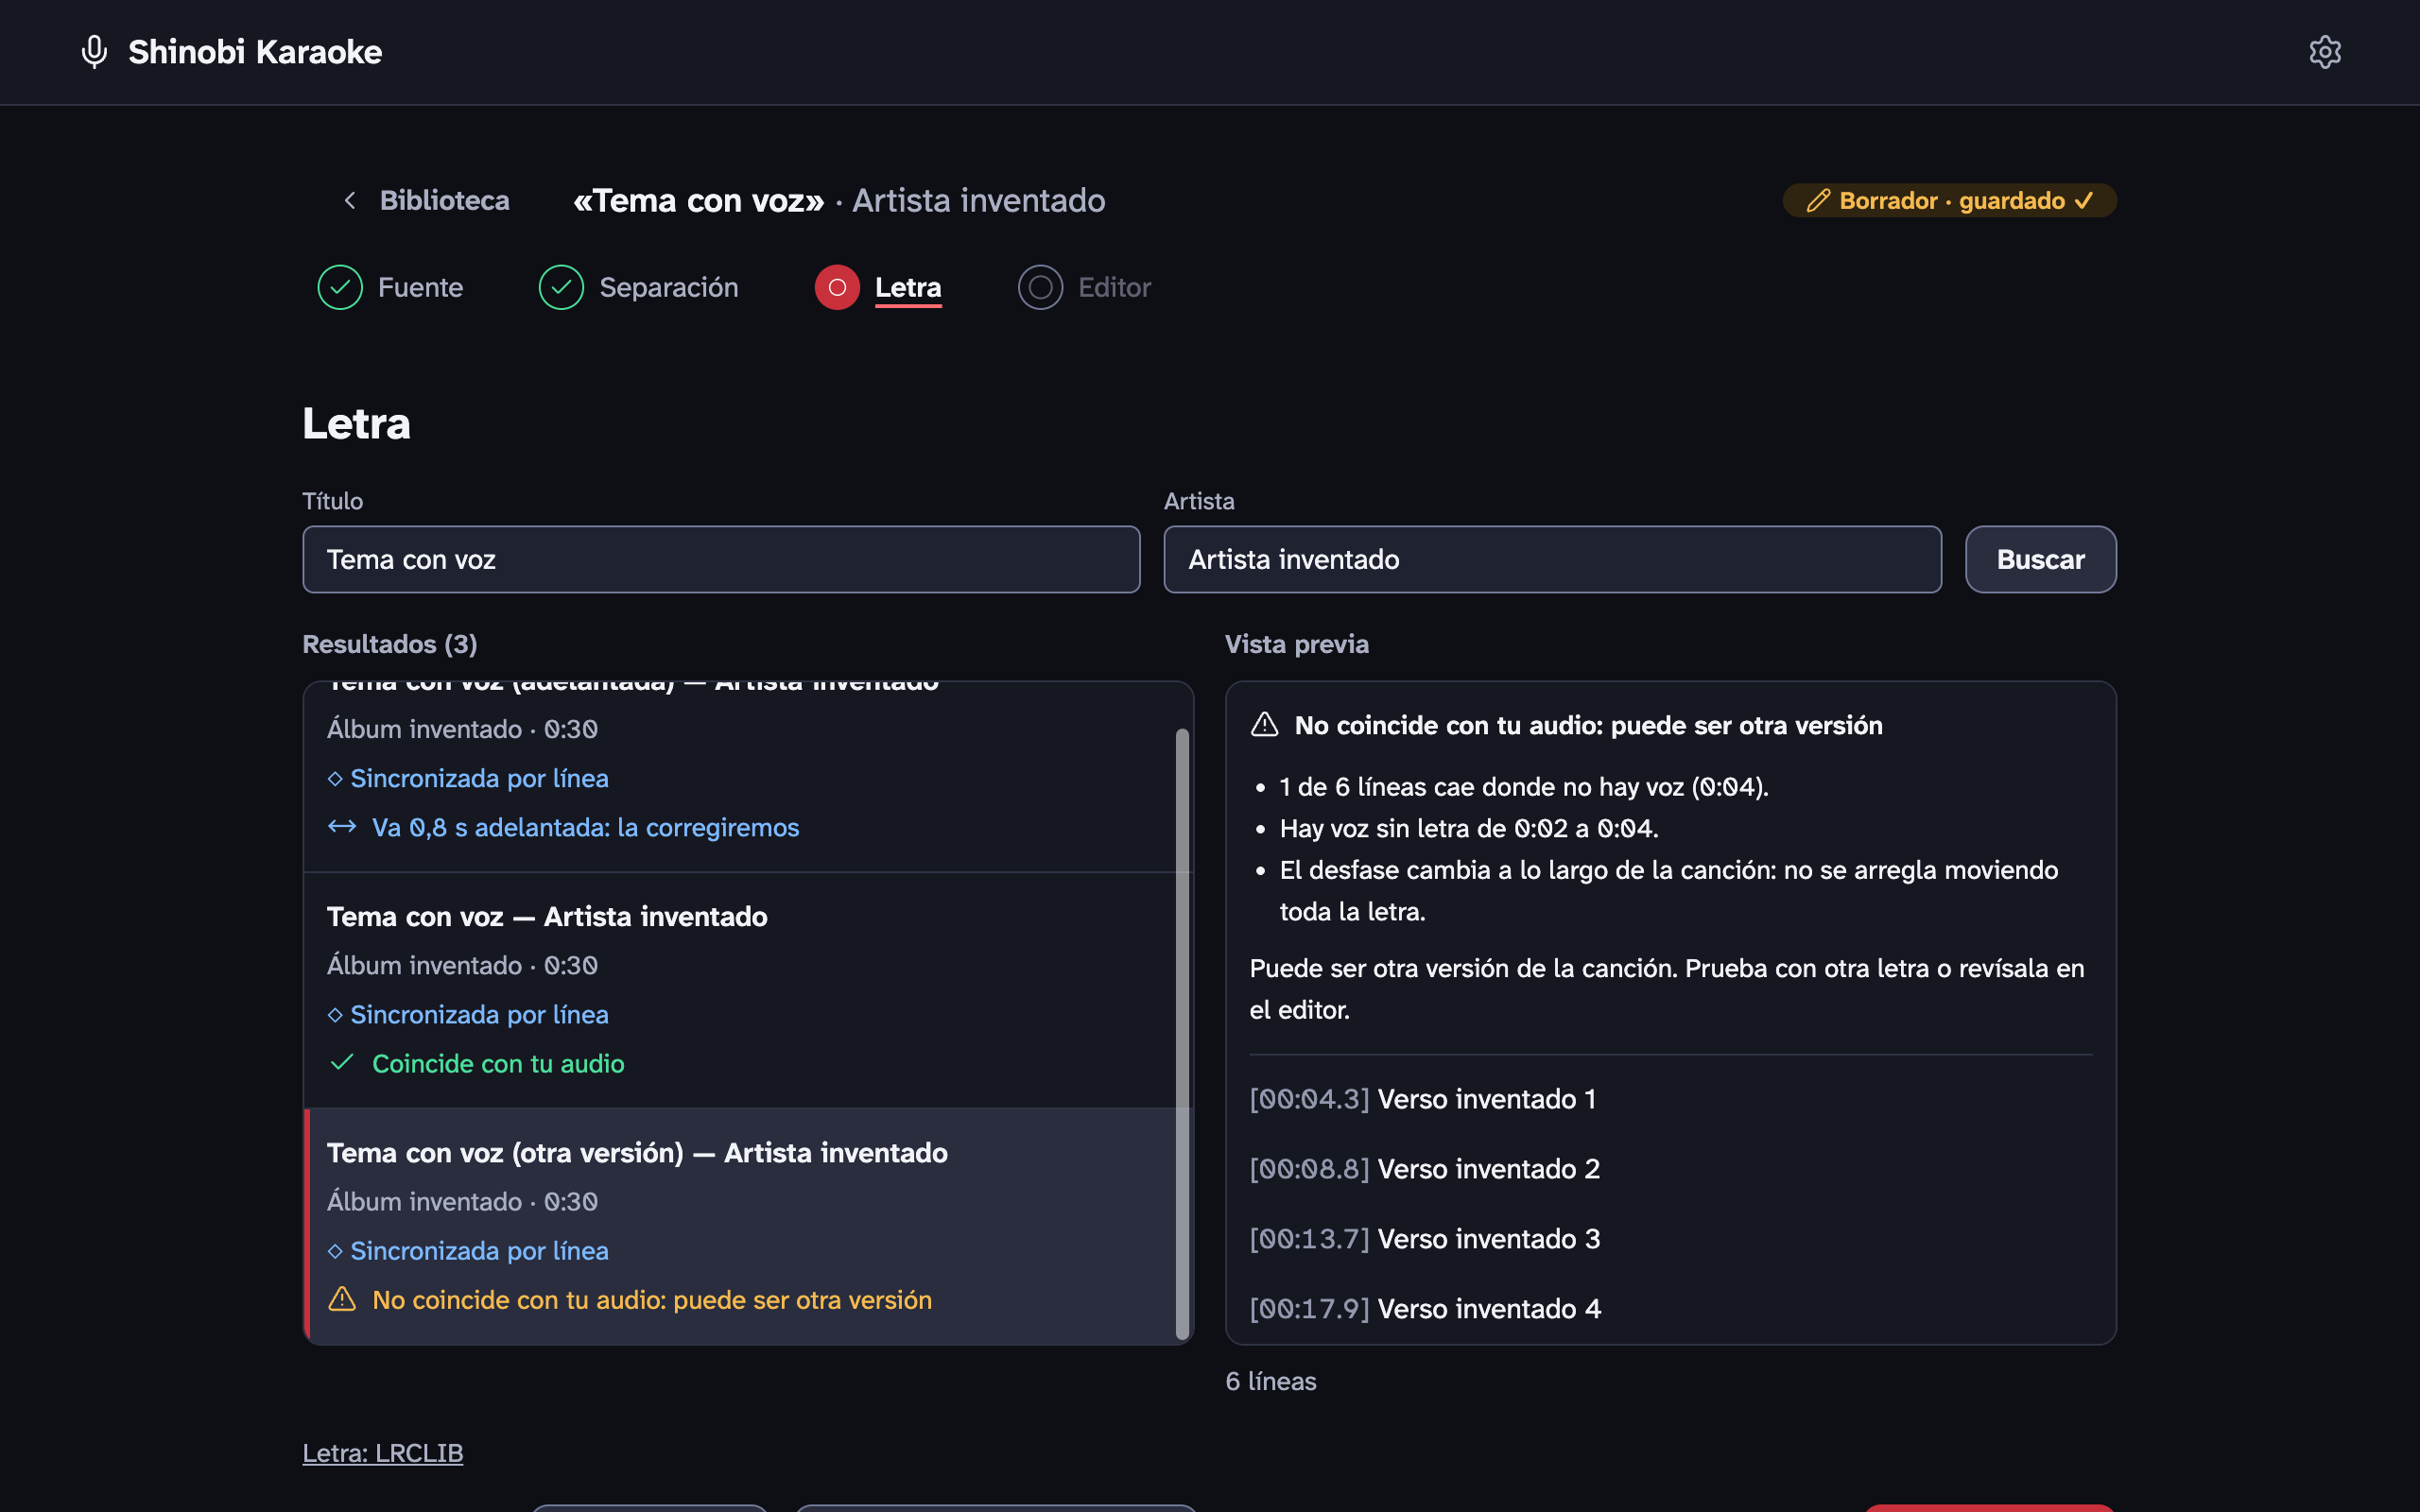 Shinobi Karaoke
Biblioteca
«Tema con voz» · Artista inventado
Borrador · guardado ✓
Fuente
Separación
Letra
Editor
Letra
Título
Artista
Tema con voz
Artista inventado
Buscar
Resultados (3)
Tema con voz (adelantada) — Artista inventado
Álbum inventado · 0:30
◇ Sincronizada por línea
Va 0,8 s adelantada: la corregiremos
Tema con voz — Artista inventado
Álbum inventado · 0:30
◇ Sincronizada por línea
Coincide con tu audio
Tema con voz (otra versión) — Artista inventado
Álbum inventado · 0:30
◇ Sincronizada por línea
No coincide con tu audio: puede ser otra versión
Vista previa
No coincide con tu audio: puede ser otra versión
• 1 de 6 líneas cae donde no hay voz (0:04).
• Hay voz sin letra de 0:02 a 0:04.
• El desfase cambia a lo largo de la canción: no se arregla moviendo
toda la letra.
Puede ser otra versión de la canción. Prueba con otra letra o revísala en
el editor.
[00:04.3] Verso inventado 1
[00:08.8] Verso inventado 2
[00:13.7] Verso inventado 3
[00:17.9] Verso inventado 4
6 líneas
Letra: LRCLIB